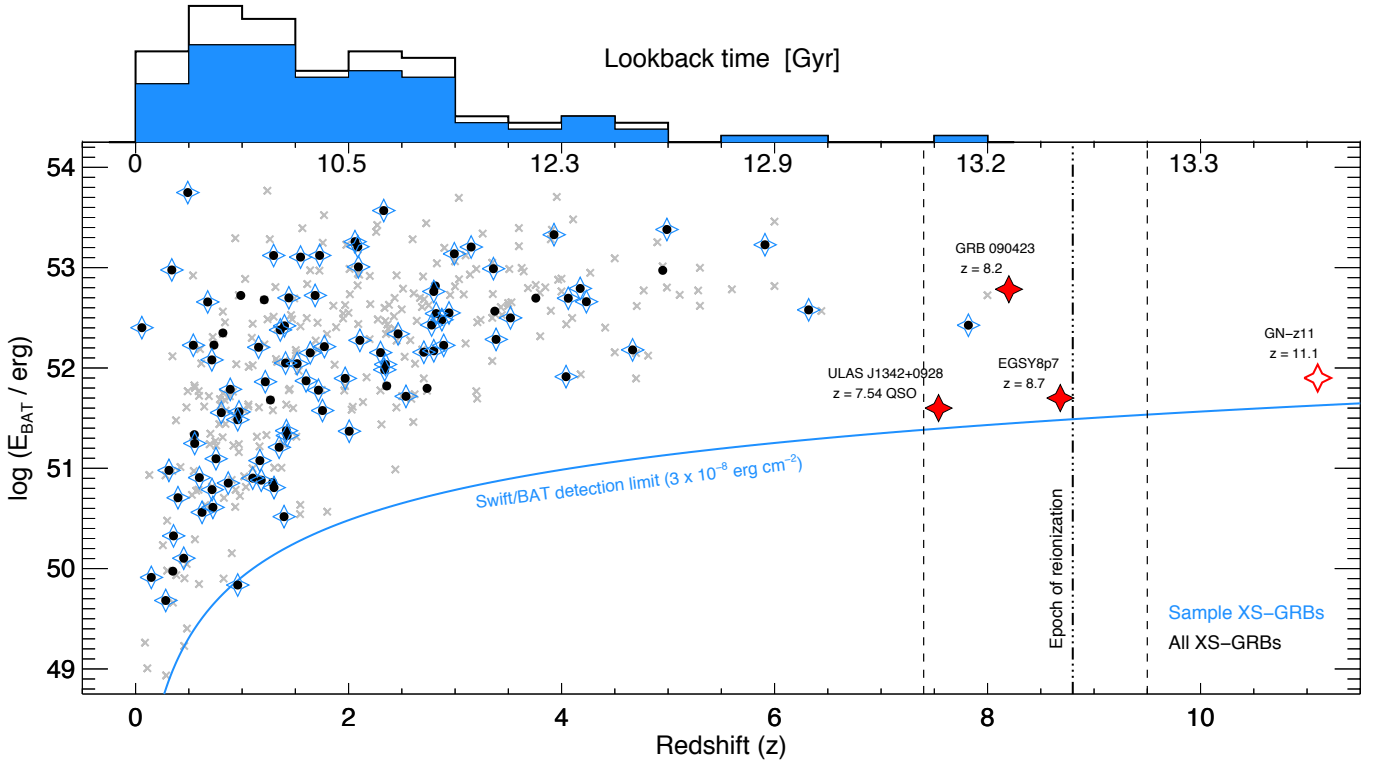 Lookback time [Gyr]
0 10.5 12.3 12.9 13.2 13.3
54
53
52
51
50
49
log (E_BAT / erg)
GRB 090423
z = 8.2
GN−z11
z = 11.1
EGSY8p7
z = 8.7
ULAS J1342+0928
z = 7.54 QSO
Swift/BAT detection limit (3 x 10⁻⁸ erg cm⁻²)
Epoch of reionization
Sample XS−GRBs
All XS−GRBs
0 2 4 6 8 10
Redshift (z)